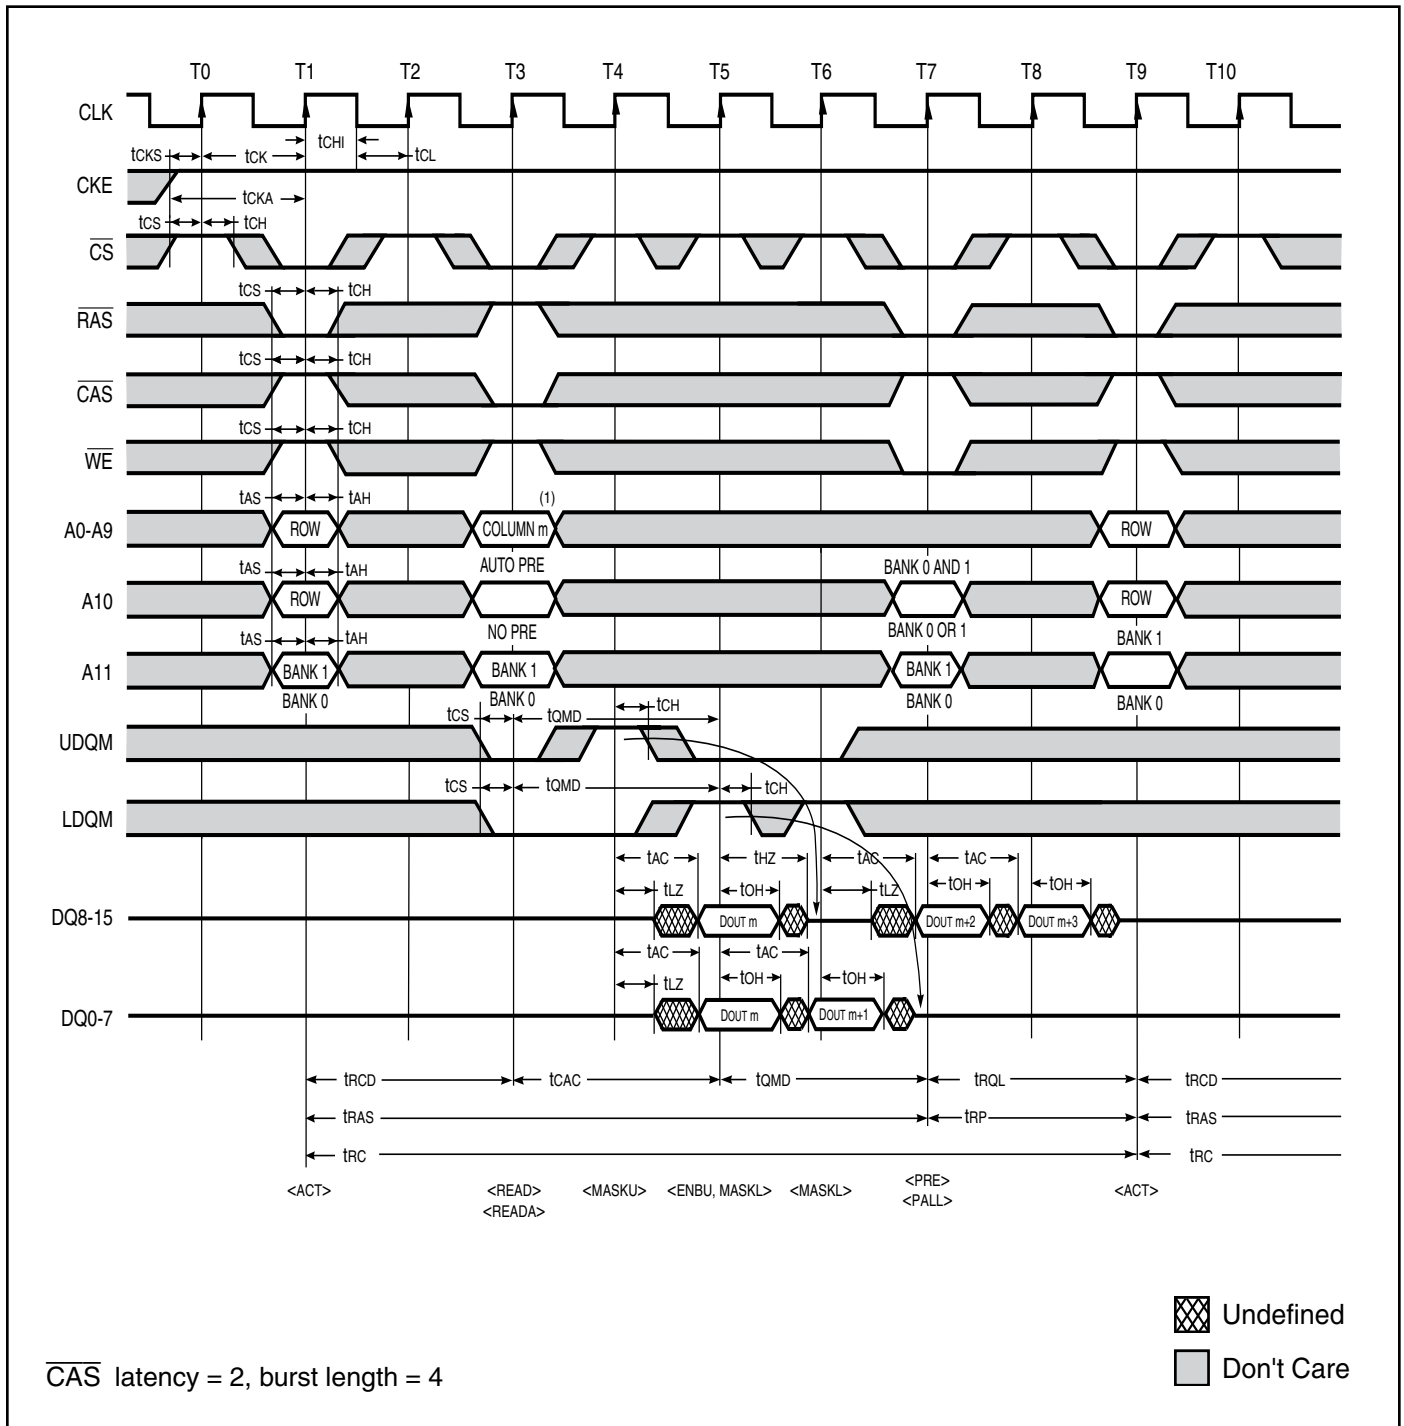 T0 T1 T2 T3 T4 T5 T6 T7 T8 T9 T10
CLK
tCHI
tCKS tCK tCL
CKE
tCKA
tCS tCH
CS
tCS tCH
RAS
tCS tCH
CAS
tCS tCH
WE
tAS tAH (1)
A0-A9 ROW COLUMN m ROW
tAS tAH AUTO PRE BANK 0 AND 1
A10 ROW ROW
tAS tAH NO PRE BANK 0 OR 1 BANK 1
A11 BANK 1 BANK 1 BANK 1
BANK 0 BANK 0 BANK 0 BANK 0
tCS tQMD tCH
UDQM
tCS tQMD tCH
LDQM
tAC tHZ tAC tAC
tLZ tOH tLZ tOH tOH
DQ8-15 DOUT m DOUT m+2 DOUT m+3
tAC tAC
tLZ tOH tOH
DQ0-7 DOUT m DOUT m+1
tRCD tCAC tQMD tRQL tRCD
tRAS tRP tRAS
tRC tRC
<ACT> <READ> <MASKU> <ENBU, MASKL> <MASKL> <PRE> <ACT>
<READA> <PALL>
Undefined
Don't Care
CAS latency = 2, burst length = 4